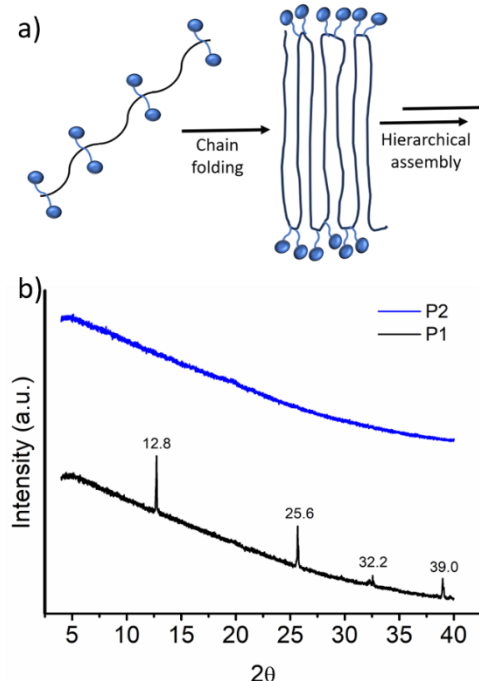 a)
Chain
folding
Hierarchical
assembly
b)
P2
P1
12.8
25.6
32.2
39.0
Intensity (a.u.)
5 10 15 20 25 30 35 40
2θ